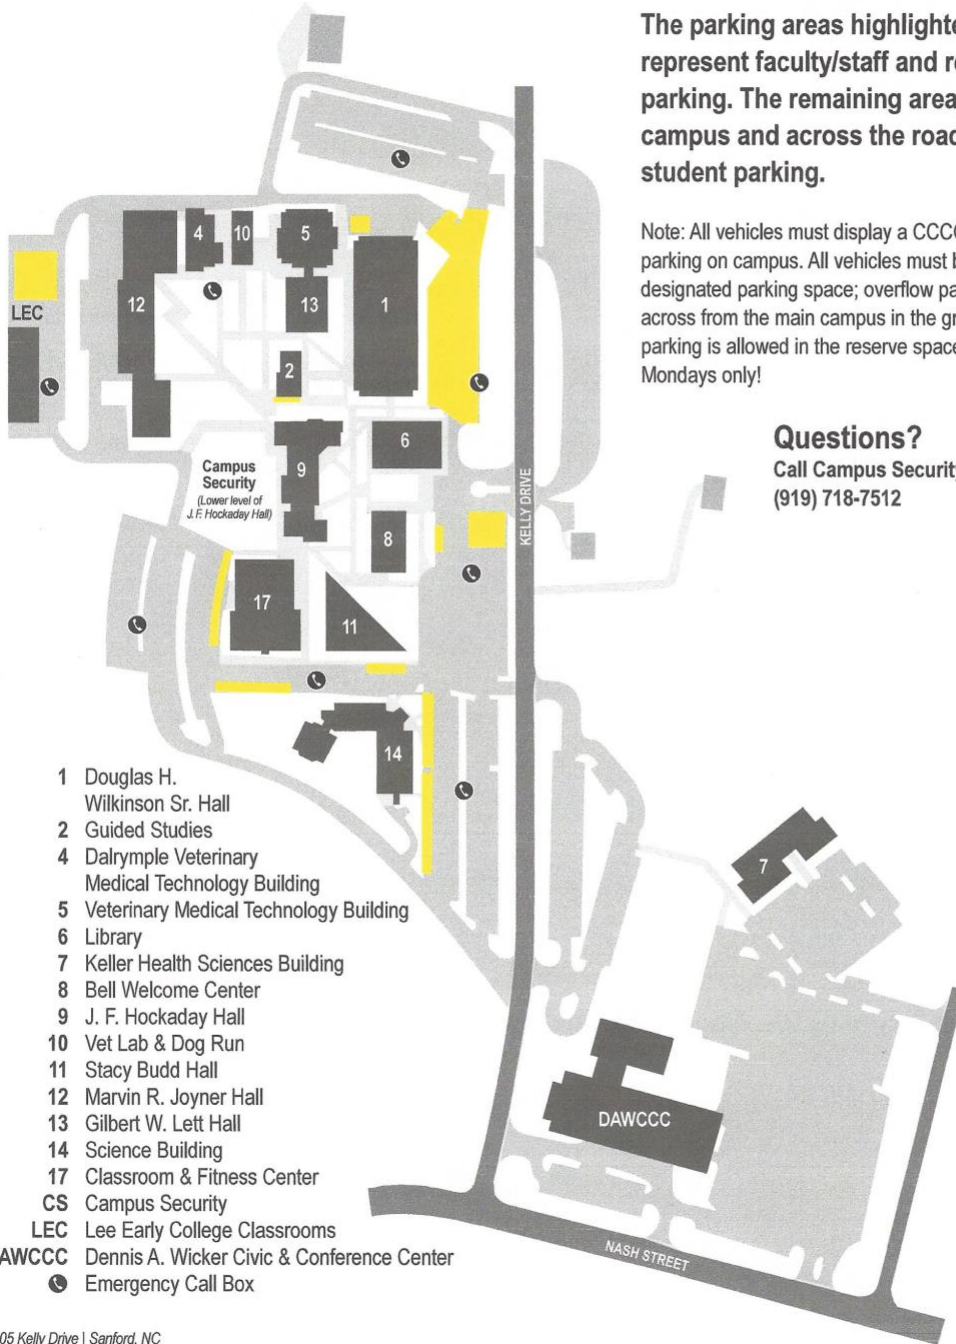 The parking areas highlighte
represent faculty/staff and re
parking. The remaining area
campus and across the road
student parking.
Note: All vehicles must display a CCCC
parking on campus. All vehicles must b
designated parking space; overflow pa
across from the main campus in the gr
parking is allowed in the reserve space
Mondays only!
Questions?
Call Campus Security
(919) 718-7512
4
10
5
LEC
12
13
1
2
6
9
Campus
Security
(Lower level of
J. F. Hockaday Hall)
KELLY DRIVE
8
17
11
14
7
DAWCCC
NASH STREET
1 Douglas H.
Wilkinson Sr. Hall
2 Guided Studies
4 Dalrymple Veterinary
Medical Technology Building
5 Veterinary Medical Technology Building
6 Library
7 Keller Health Sciences Building
8 Bell Welcome Center
9 J. F. Hockaday Hall
10 Vet Lab & Dog Run
11 Stacy Budd Hall
12 Marvin R. Joyner Hall
13 Gilbert W. Lett Hall
14 Science Building
17 Classroom & Fitness Center
CS Campus Security
LEC Lee Early College Classrooms
AWCCC Dennis A. Wicker Civic & Conference Center
Emergency Call Box
05 Kelly Drive | Sanford, NC